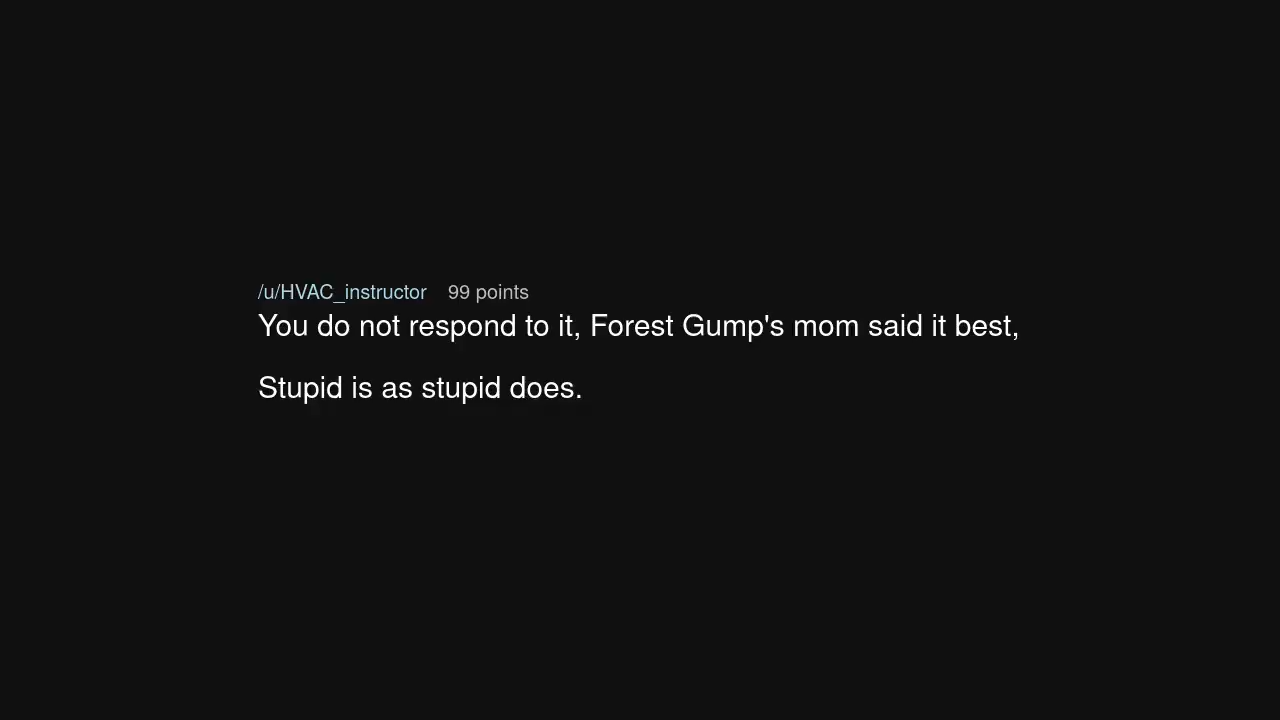 /u/HVAC_instructor 99 points
You do not respond to it, Forest Gump's mom said it best,
Stupid is as stupid does.